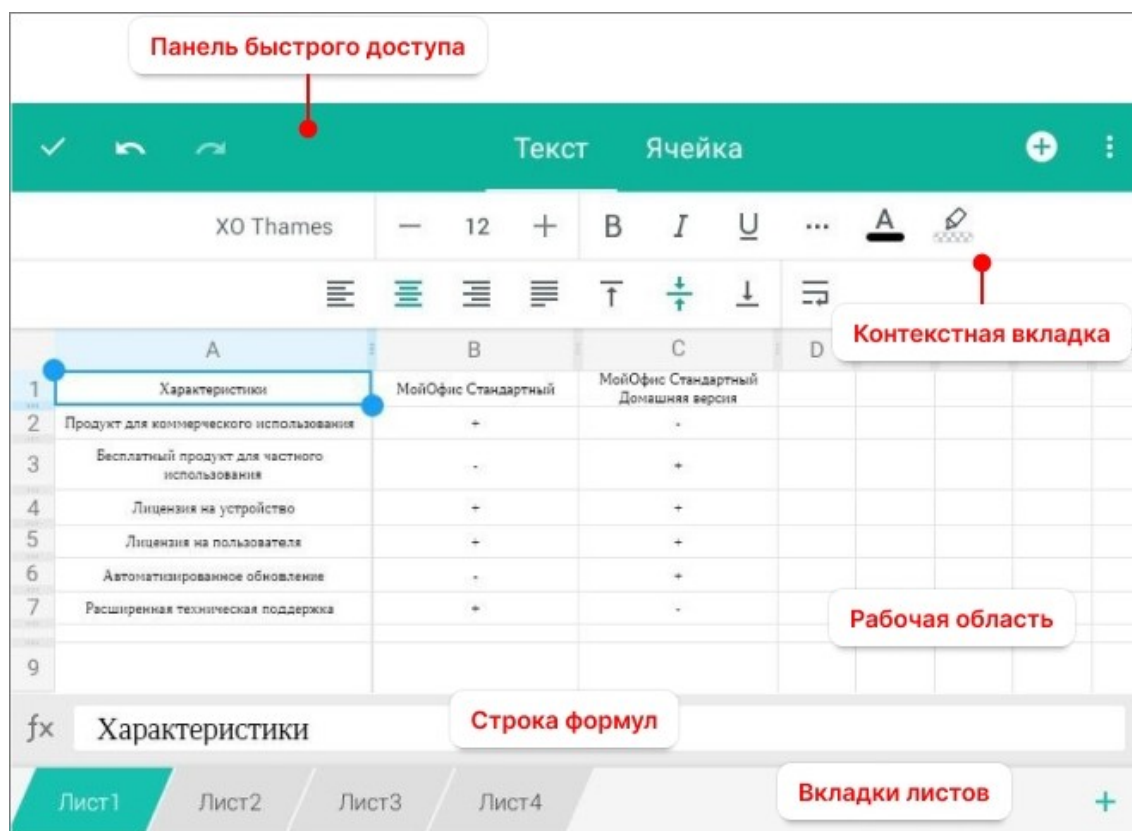 Панель быстрого доступа
Текст Ячейка
XO Thames 12 B I U A
Контекстная вкладка
A B C D
1 Характеристики МойОфис Стандартный МойОфис Стандартный
Домашняя версия
2 Продукт для коммерческого использования + -
3 Бесплатный продукт для частного
использования - +
4 Лицензия на устройство + +
5 Лицензия на пользователя + +
6 Автоматизированное обновление - +
7 Расширенная техническая поддержка + -
Рабочая область
9
Строка формул
fx Характеристики
Лист1 Лист2 Лист3 Лист4
Вкладки листов